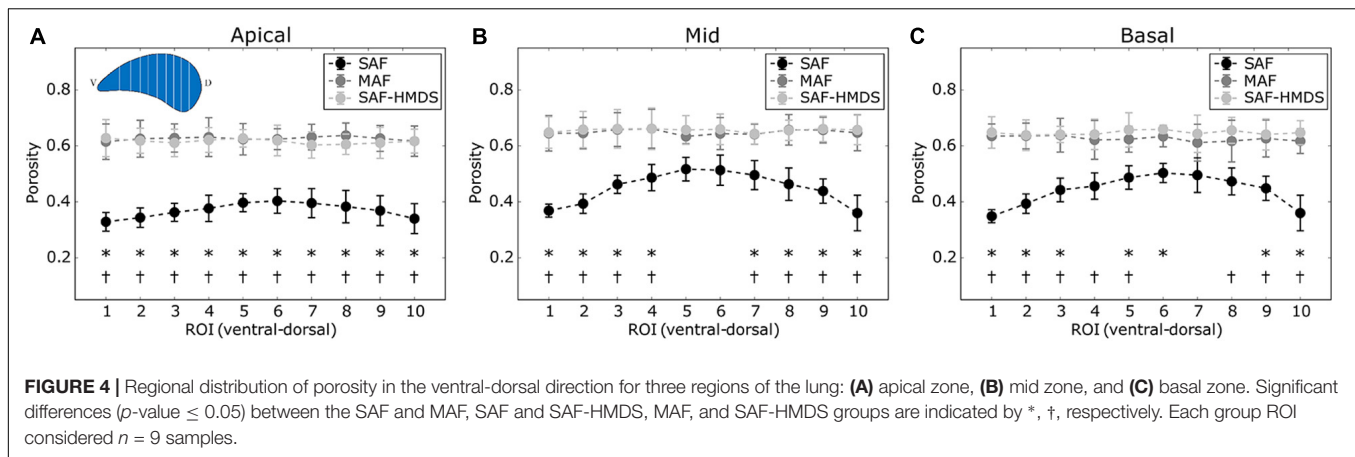 A Apical
Porosity
0.8
0.6
0.4
0.2
V D
SAF
MAF
SAF-HMDS
* * * * * * * * * *
† † † † † † † † † †
1 2 3 4 5 6 7 8 9 10
ROI (ventral-dorsal)
B Mid
Porosity
0.8
0.6
0.4
0.2
SAF
MAF
SAF-HMDS
* * * * * * * *
† † † † † † † †
1 2 3 4 5 6 7 8 9 10
ROI (ventral-dorsal)
C Basal
Porosity
0.8
0.6
0.4
0.2
SAF
MAF
SAF-HMDS
* * * * * *
† † † † † † † †
1 2 3 4 5 6 7 8 9 10
ROI (ventral-dorsal)
FIGURE 4 | Regional distribution of porosity in the ventral-dorsal direction for three regions of the lung: (A) apical zone, (B) mid zone, and (C) basal zone. Significant
differences (p-value ≤ 0.05) between the SAF and MAF, SAF and SAF-HMDS, MAF, and SAF-HMDS groups are indicated by *, †, respectively. Each group ROI
considered n = 9 samples.